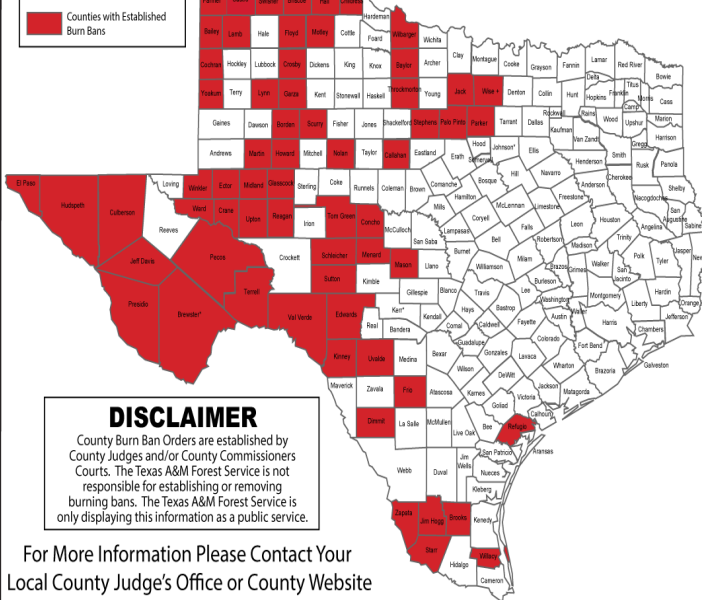 Hardeman
Counties with Established
Burn Bans
Bailey Lamb Hale Floyd Motley Cottle Foard Wilbarger Wichita
Clay Montague Cooke Grayson Fannin Lamar Red River
Delta Titus Bowie
Cochran Hockley Lubbock Crosby Dickens King Knox Baylor Archer
Yoakum Terry Lynn Garza Kent Stonewall Haskell Throckmorton Young Jack Wise + Denton Collin Hunt Hopkins Franklin Morris Cass
Camp
Gaines Dawson Borden Scurry Fisher Jones Shackelford Stephens Palo Pinto Parker Tarrant Dallas Rockwall Kaufman Rains Wood Upshur Marion
Van Zandt Harrison
Gregg
Andrews Martin Howard Mitchell Nolan Taylor Callahan Eastland Erath Hood Somervell Johnson* Ellis Henderson Smith Rusk Panola
El Paso Hudspeth Culberson Loving Winkler Ector Midland Glasscock Sterling Coke Runnels Coleman Brown Comanche Bosque Hill Navarro Anderson Cherokee Shelby
Hamilton Freestone* Nacogdoches
Reeves Ward Crane Upton Reagan Irion Tom Green Concho McCulloch Mills McLennan Limestone Leon Houston San Augustine Sabine
San Saba Lampasas Coryell Falls Angelina
Bell Robertson Madison Trinity
Jeff Davis Pecos Crockett Schleicher Menard Mason Llano Burnet Williamson Milam Brazos Grimes Walker Polk Tyler Jasper New
San Jacinto
Presidio Brewster* Terrell Sutton Kimble Gillespie Blanco Travis Lee Burleson Washington Montgomery Liberty Hardin Orange
Val Verde Edwards Real Kerr* Bandera Kendall Hays Bastrop Austin Waller Harris Jefferson
Comal Caldwell Fayette Chambers
Kinney Uvalde Medina Bexar Guadalupe Gonzales Lavaca Colorado Fort Bend Galveston
Wilson DeWitt Wharton Brazoria
Maverick Zavala Frio Atascosa Karnes Victoria Jackson Matagorda
Goliad Calhoun
Dimmit La Salle McMullen Live Oak Bee Refugio Aransas
San Patricio
Webb Duval Jim Wells Nueces
Kleberg
Zapata Jim Hogg Brooks Kenedy
Starr Hidalgo Willacy
Cameron
DISCLAIMER
County Burn Ban Orders are established by
County Judges and/or County Commissioners
Courts. The Texas A&M Forest Service is not
responsible for establishing or removing
burning bans. The Texas A&M Forest Service is
only displaying this information as a public service.
For More Information Please Contact Your
Local County Judge's Office or County Website